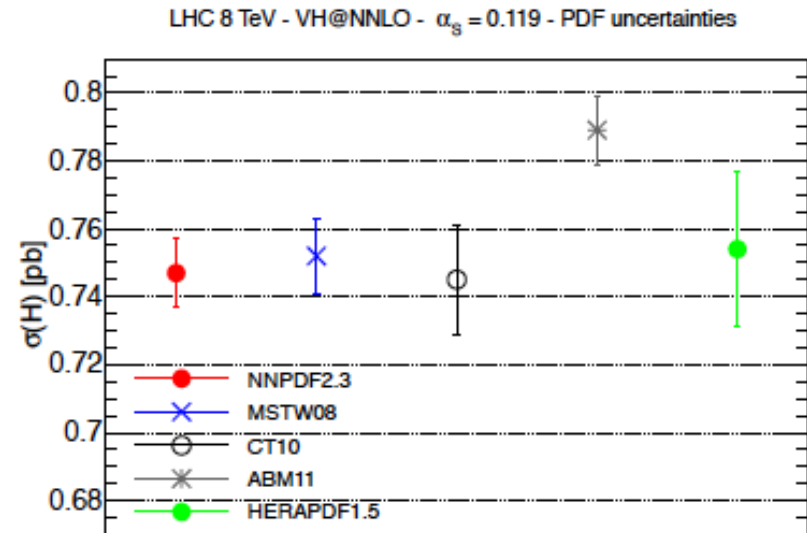 LHC 8 TeV - VH@NNLO - αs = 0.119 - PDF uncertainties
0.8
0.78
0.76
0.74
0.72
0.7
0.68
σ(H) [pb]
NNPDF2.3
MSTW08
CT10
ABM11
HERAPDF1.5